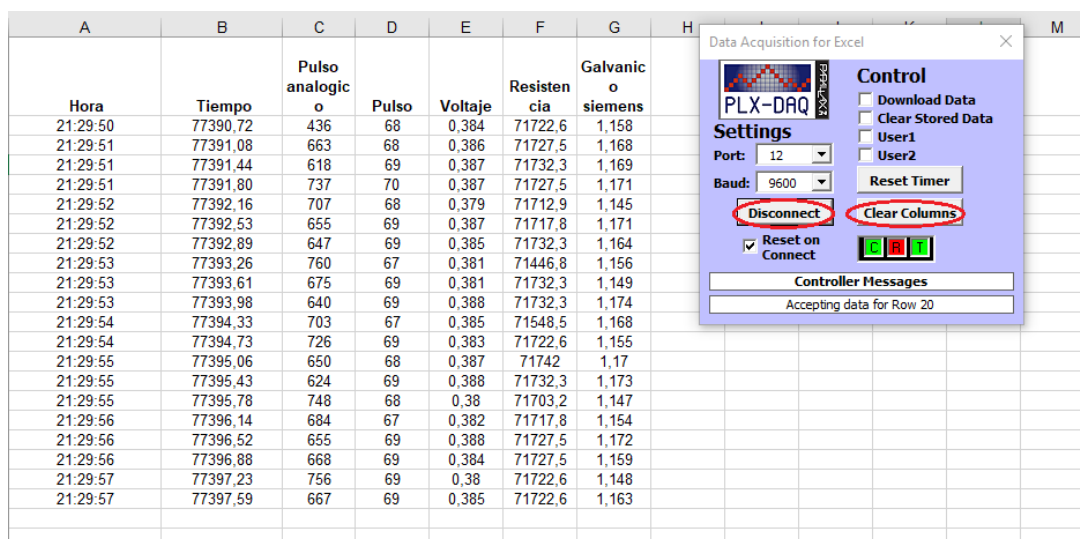 A B C D E F G H M
Pulso
analogic
o
Galvanic
o
siemens
Resisten
cia
Hora Tiempo Pulso Voltaje
21:29:50 77390,72 436 68 0,384 71722,6 1,158
21:29:51 77391,08 663 68 0,386 71727,5 1,168
21:29:51 77391,44 618 69 0,387 71732,3 1,169
21:29:51 77391,80 737 70 0,387 71727,5 1,171
21:29:52 77392,16 707 68 0,379 71712,9 1,145
21:29:52 77392,53 655 69 0,387 71717,8 1,171
21:29:52 77392,89 647 69 0,385 71732,3 1,164
21:29:53 77393,26 760 67 0,381 71446,8 1,156
21:29:53 77393,61 675 69 0,381 71732,3 1,149
21:29:53 77393,98 640 69 0,388 71732,3 1,174
21:29:54 77394,33 703 67 0,385 71548,5 1,168
21:29:54 77394,73 726 69 0,383 71722,6 1,155
21:29:55 77395,06 650 68 0,387 71742 1,17
21:29:55 77395,43 624 69 0,388 71732,3 1,173
21:29:55 77395,78 748 68 0,38 71703,2 1,147
21:29:56 77396,14 684 67 0,382 71717,8 1,154
21:29:56 77396,52 655 69 0,388 71727,5 1,172
21:29:56 77396,88 668 69 0,384 71727,5 1,159
21:29:57 77397,23 756 69 0,38 71722,6 1,148
21:29:57 77397,59 667 69 0,385 71722,6 1,163
Data Acquisition for Excel
PLX-DAQ
PARALLAX
Control
Download Data
Clear Stored Data
User1
User2
Settings
Port: 12
Baud: 9600
Reset Timer
Disconnect
Clear Columns
Reset on
Connect
C R T
Controller Messages
Accepting data for Row 20